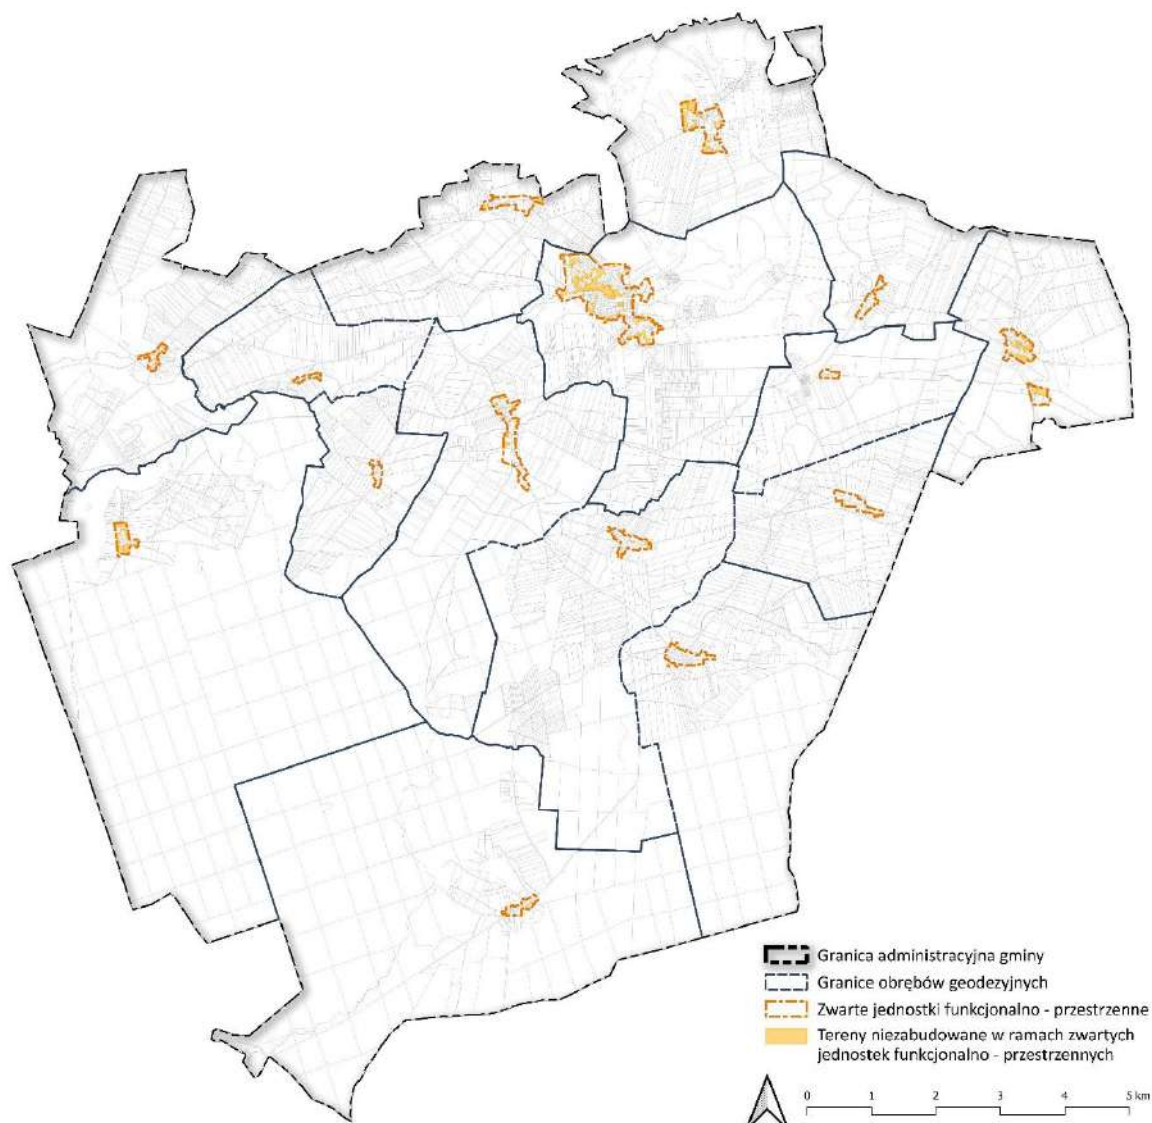 Granica administracyjna gminy
Granice obrębów geodezyjnych
Zwarte jednostki funkcjonalno - przestrzenne
Tereny niezabudowane w ramach zwartych
jednostek funkcjonalno - przestrzennych
0 1 2 3 4 5 km